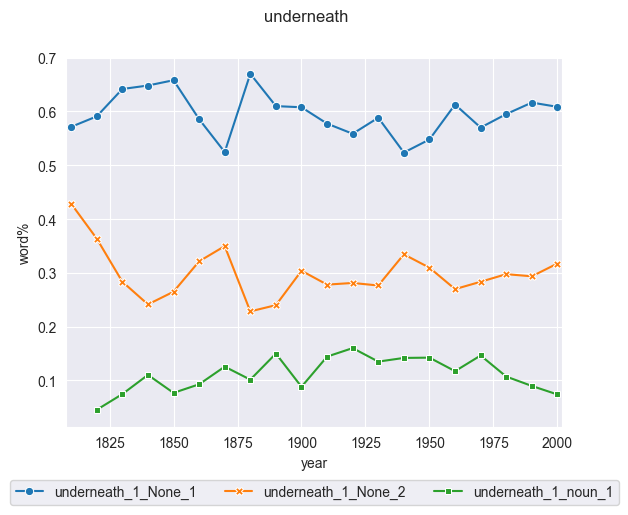 underneath
0.7
0.6
0.5
0.4
0.3
0.2
0.1
word%
1825 1850 1875 1900 1925 1950 1975 2000
year
underneath_1_None_1 underneath_1_None_2 underneath_1_noun_1